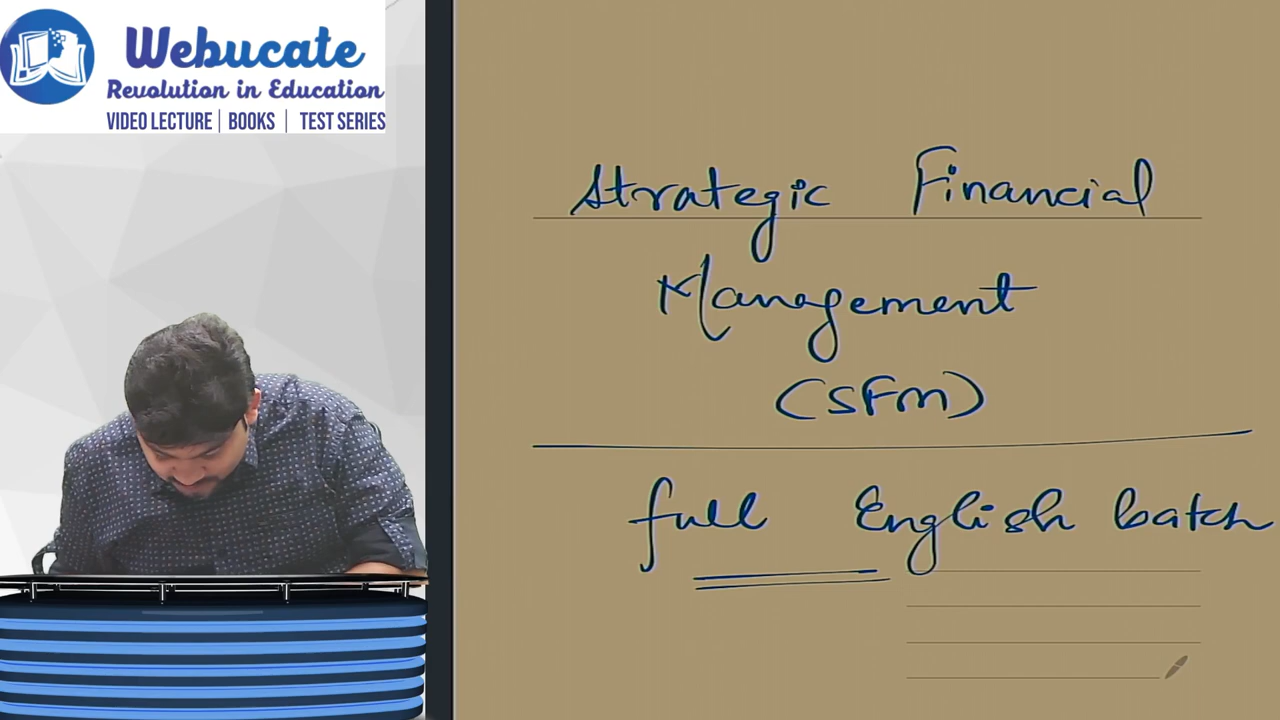 Webucate
Revolution in Education
VIDEO LECTURE | BOOKS | TEST SERIES
Strategic Financial
Management
(SFM)
full English batch